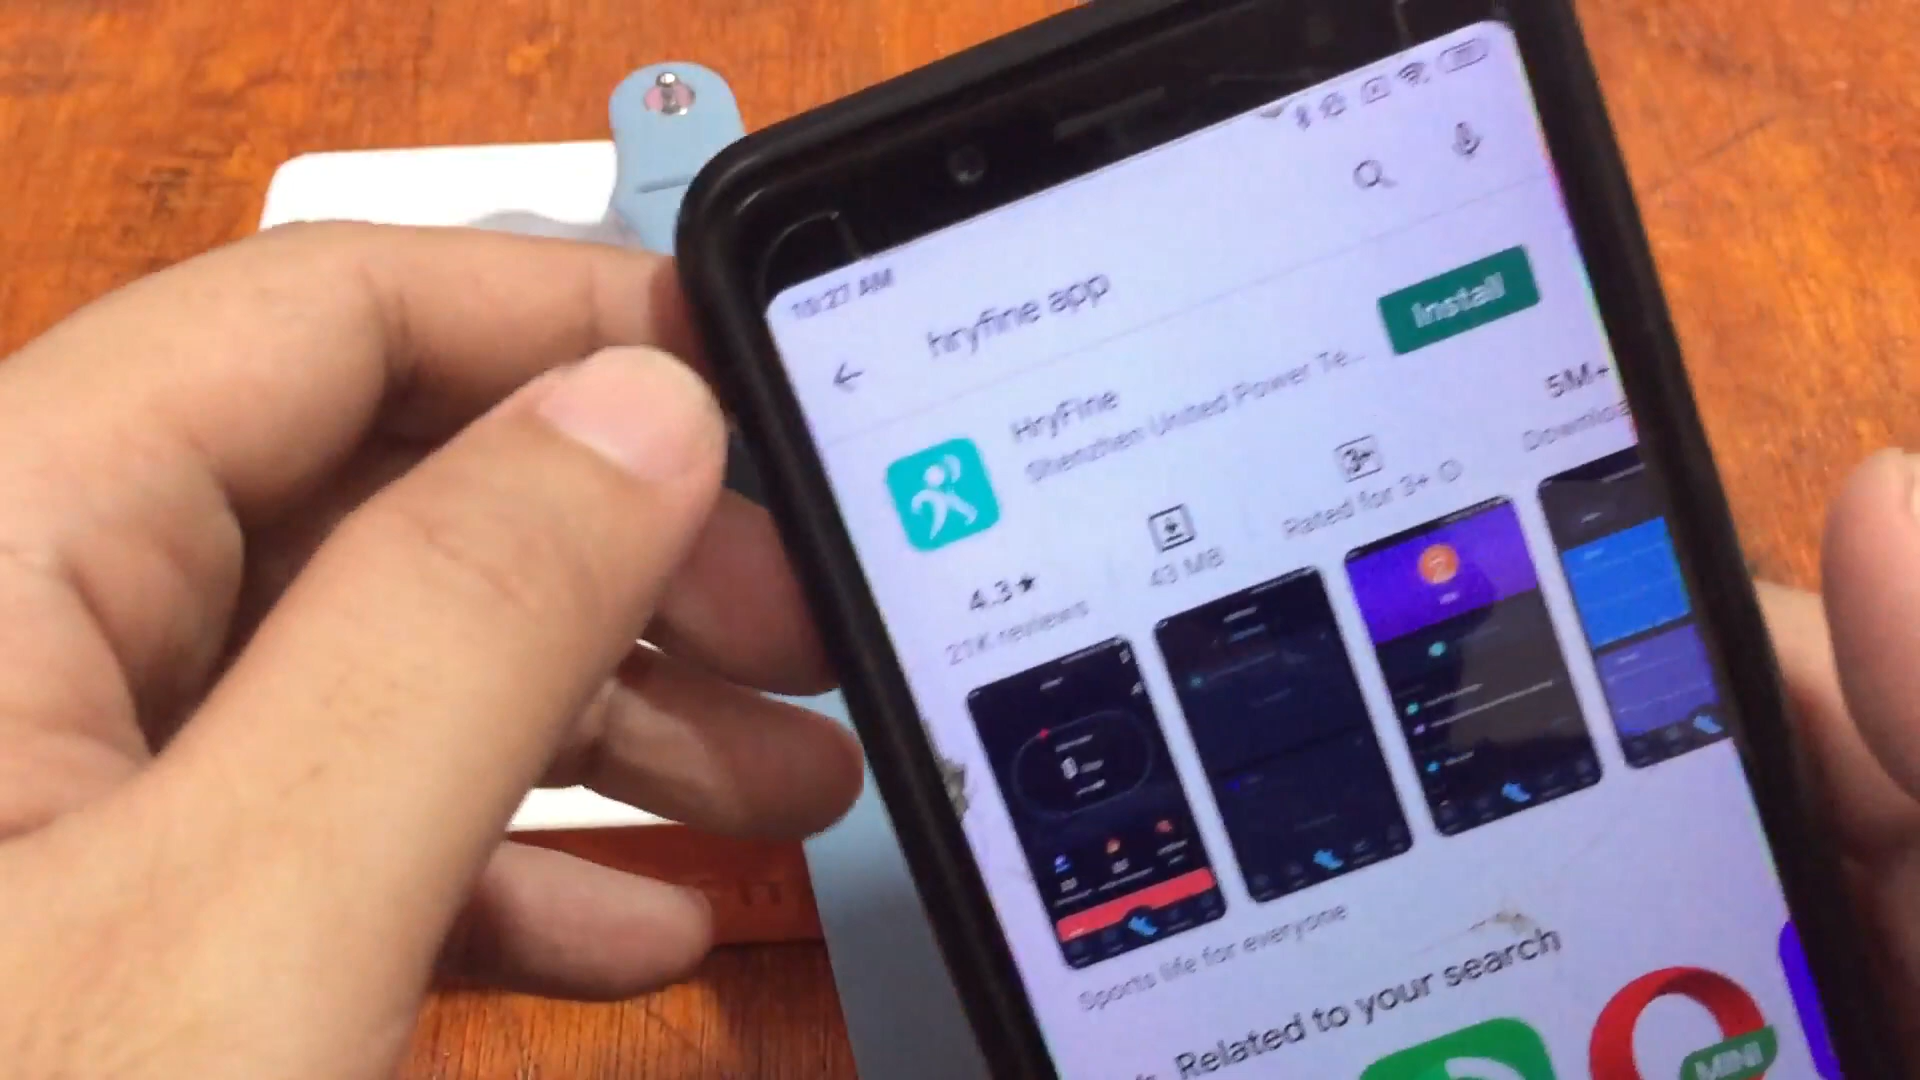 10:27 AM
hryfine app
Install
HryFine
Shenzhen United Power Te...
4.3★
21K reviews
43 MB
3+
Rated for 3+
5M+
Sports life for everyone
Related to your search
MINI